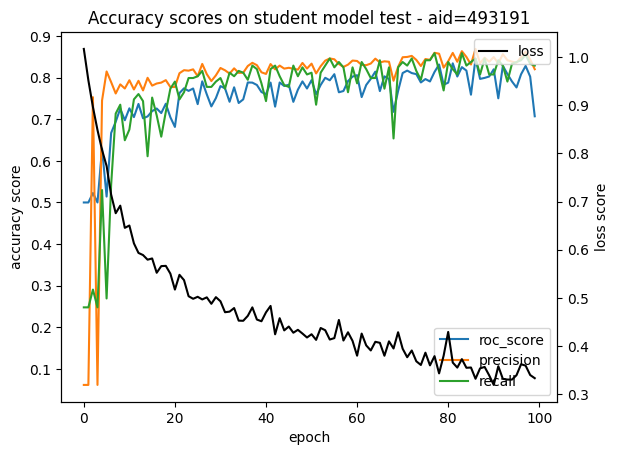 Accuracy scores on student model test - aid=493191
accuracy score
0.9
0.8
0.7
0.6
0.5
0.4
0.3
0.2
0.1
loss
1.0
0.9
0.8
0.7
0.6
0.5
0.4
0.3
loss score
roc_score
precision
recall
0
20
40
60
80
100
epoch